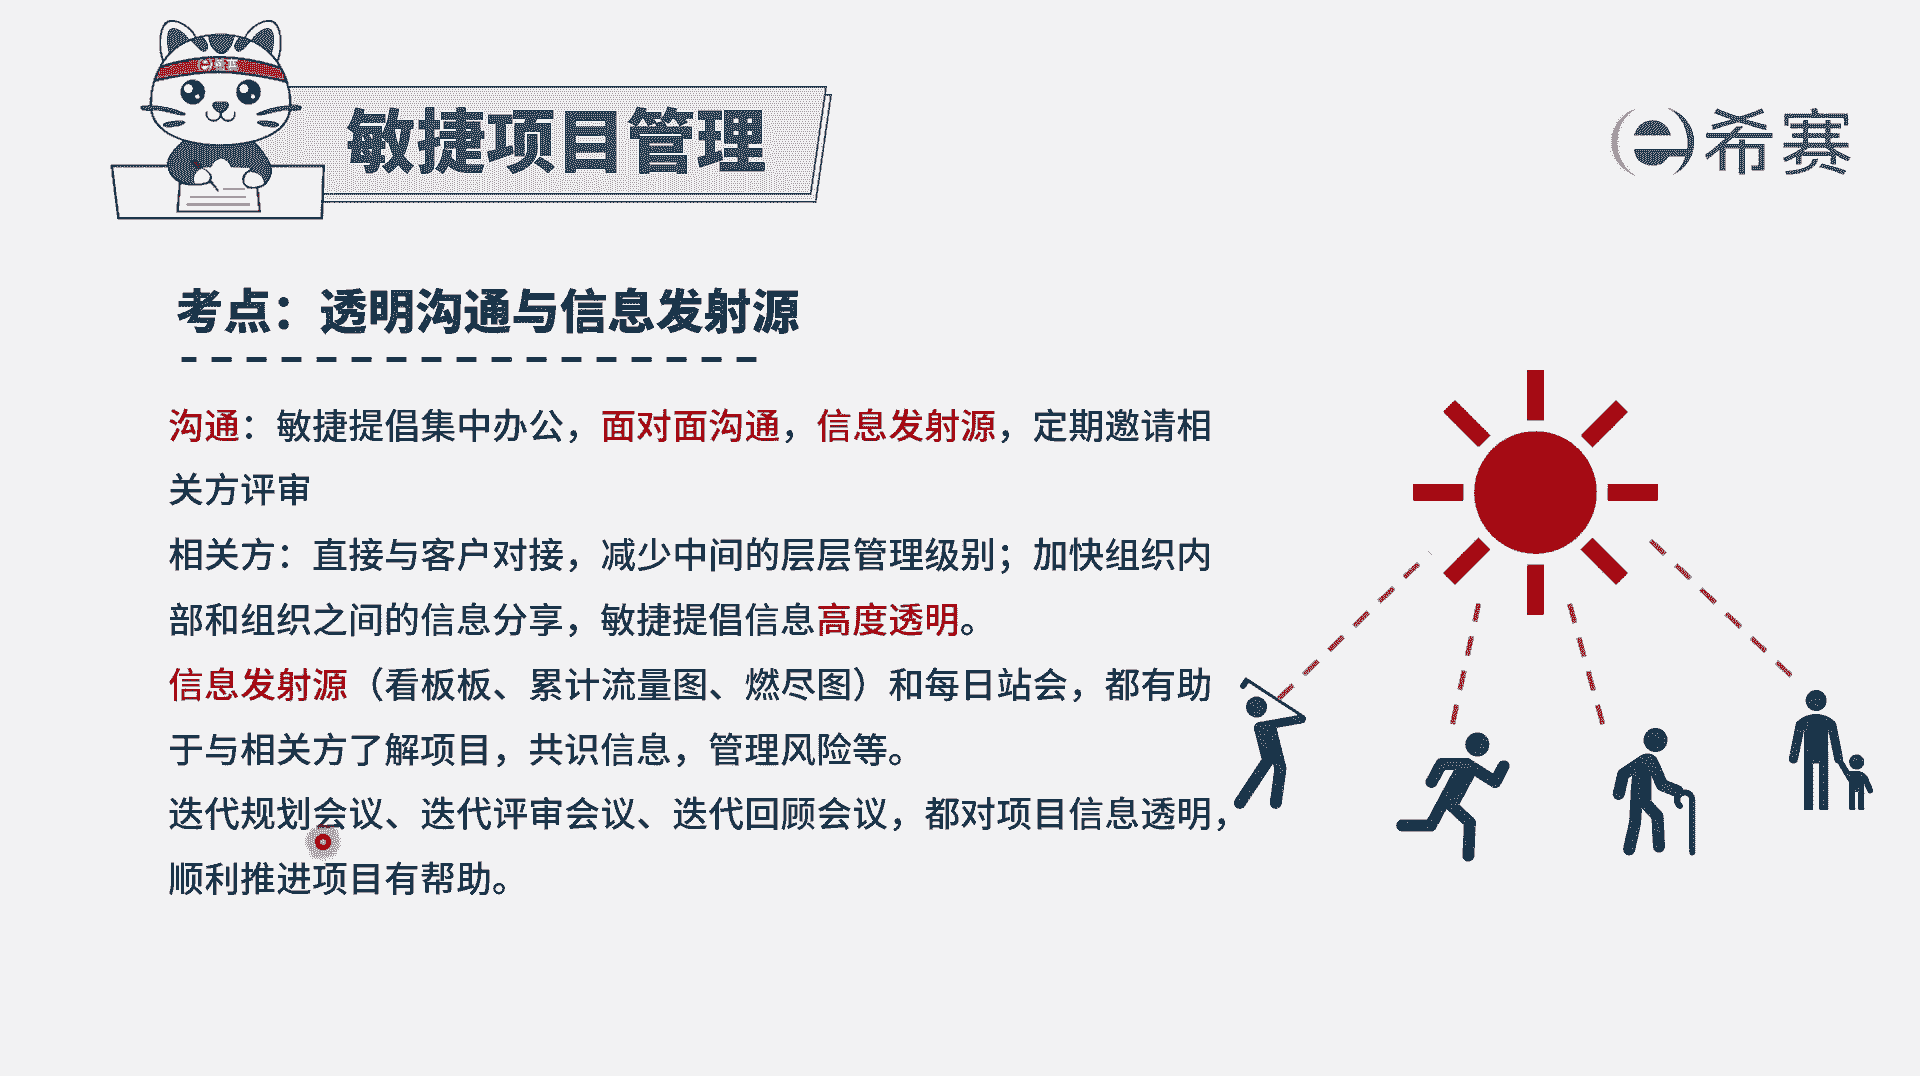 敏捷项目管理
希赛
考点：透明沟通与信息发射源
沟通：敏捷提倡集中办公，面对面沟通，信息发射源，定期邀请相
关方评审
相关方：直接与客户对接，减少中间的层层管理级别；加快组织内
部和组织之间的信息分享，敏捷提倡信息高度透明。
信息发射源（看板板、累计流量图、燃尽图）和每日站会，都有助
于与相关方了解项目，共识信息，管理风险等。
迭代规划会议、迭代评审会议、迭代回顾会议，都对项目信息透明，
顺利推进项目有帮助。